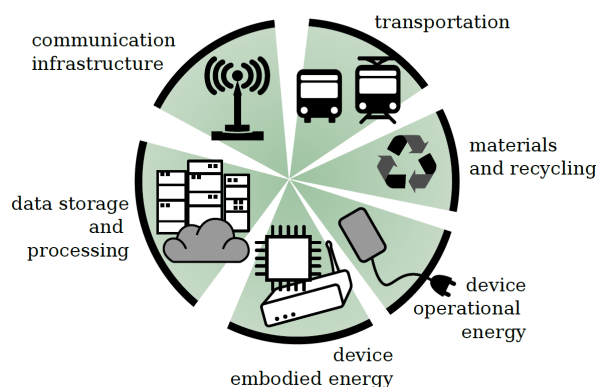 communication
infrastructure
transportation
materials
and recycling
device
operational
energy
device
embodied energy
data storage
and
processing